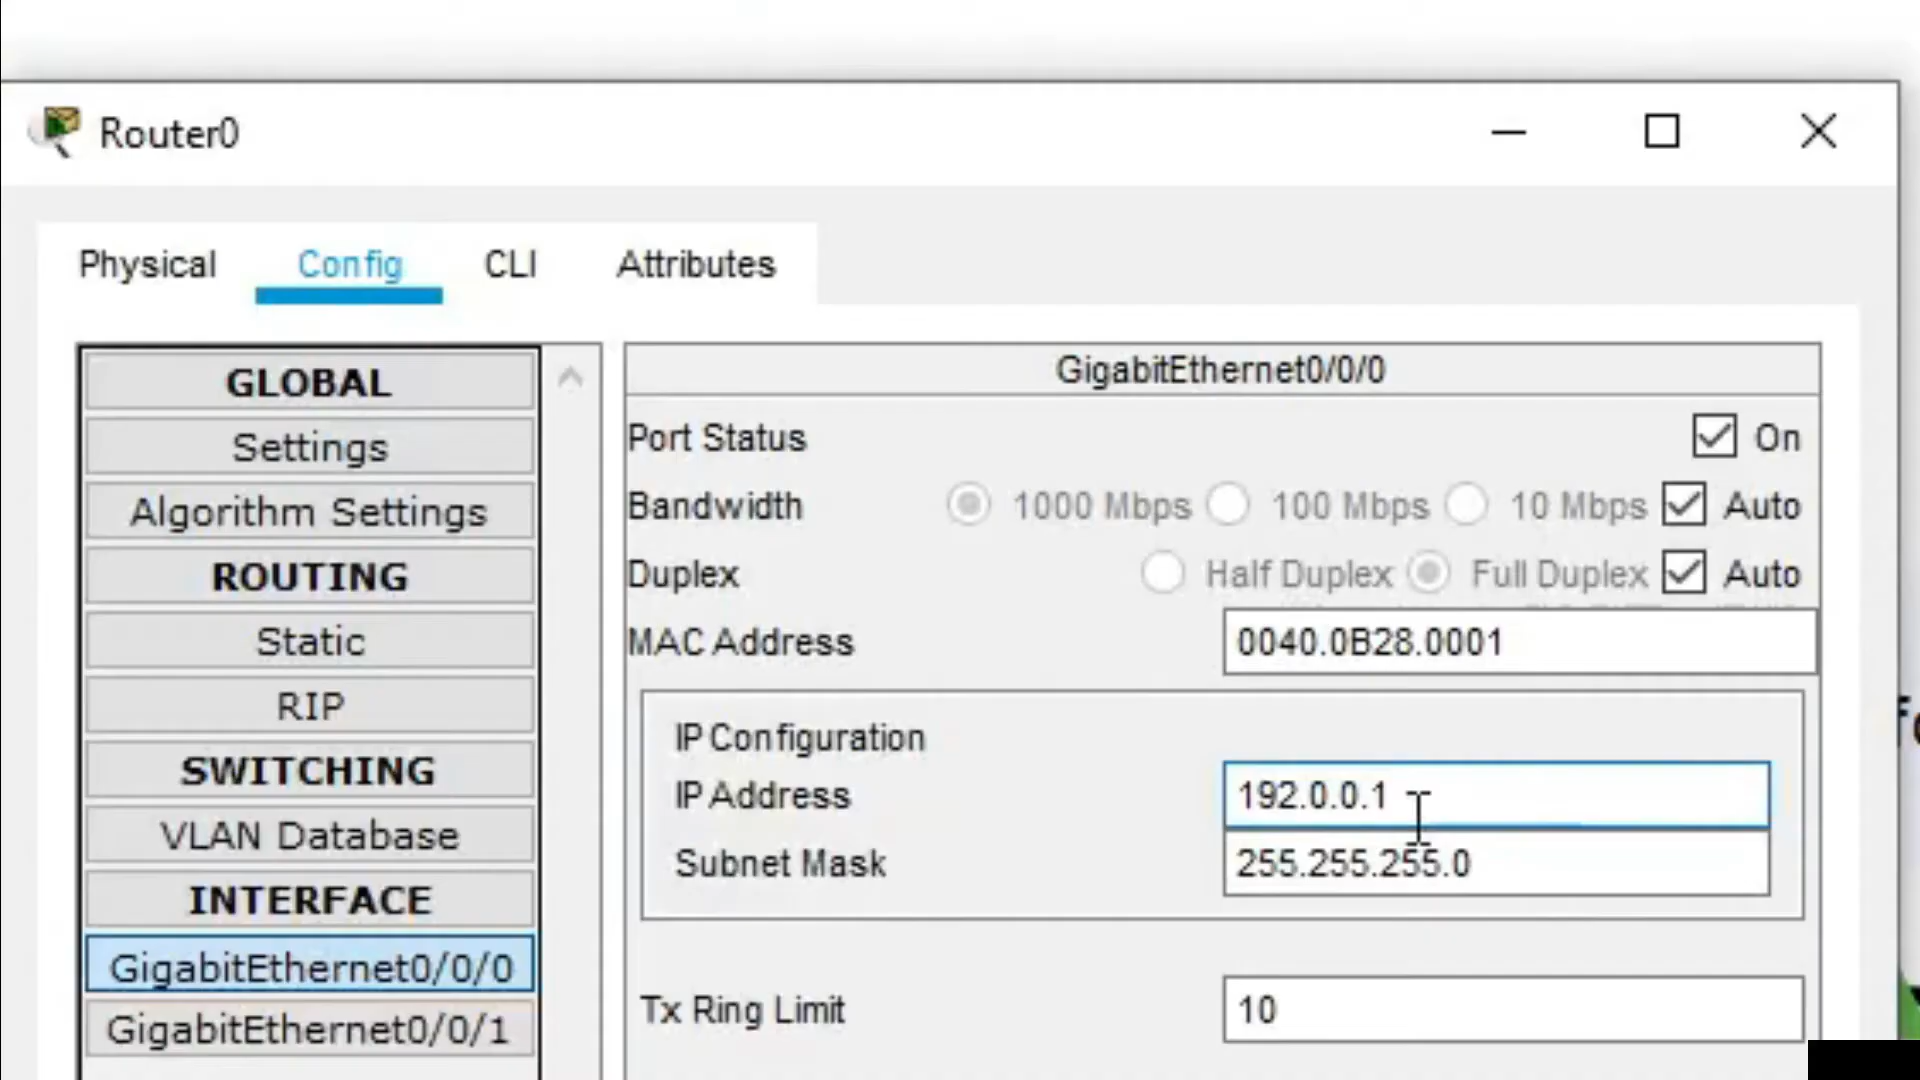 Router0
Physical Config CLI Attributes
GLOBAL
Settings
Algorithm Settings
ROUTING
Static
RIP
SWITCHING
VLAN Database
INTERFACE
GigabitEthernet0/0/0
GigabitEthernet0/0/1
GigabitEthernet0/0/0
Port Status On
Bandwidth 1000 Mbps 100 Mbps 10 Mbps Auto
Duplex Half Duplex Full Duplex Auto
MAC Address 0040.0B28.0001
IP Configuration
IP Address 192.0.0.1
Subnet Mask 255.255.255.0
Tx Ring Limit 10